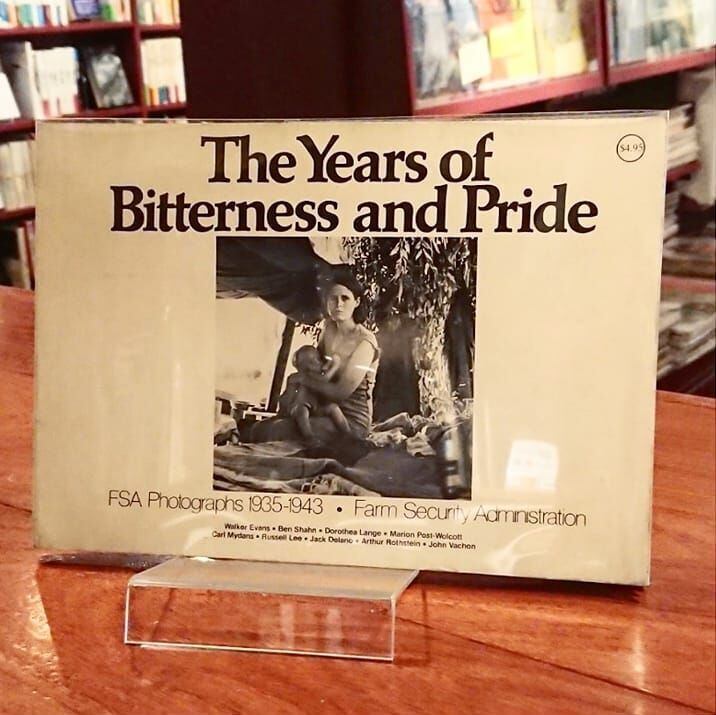 $4.95
The Years of
Bitterness and Pride
FSA Photographs 1935-1943 • Farm Security Administration
Walker Evans • Ben Shahn • Dorothea Lange • Marion Post-Wolcott
Carl Mydans • Russell Lee • Jack Delano • Arthur Rothstein • John Vachon